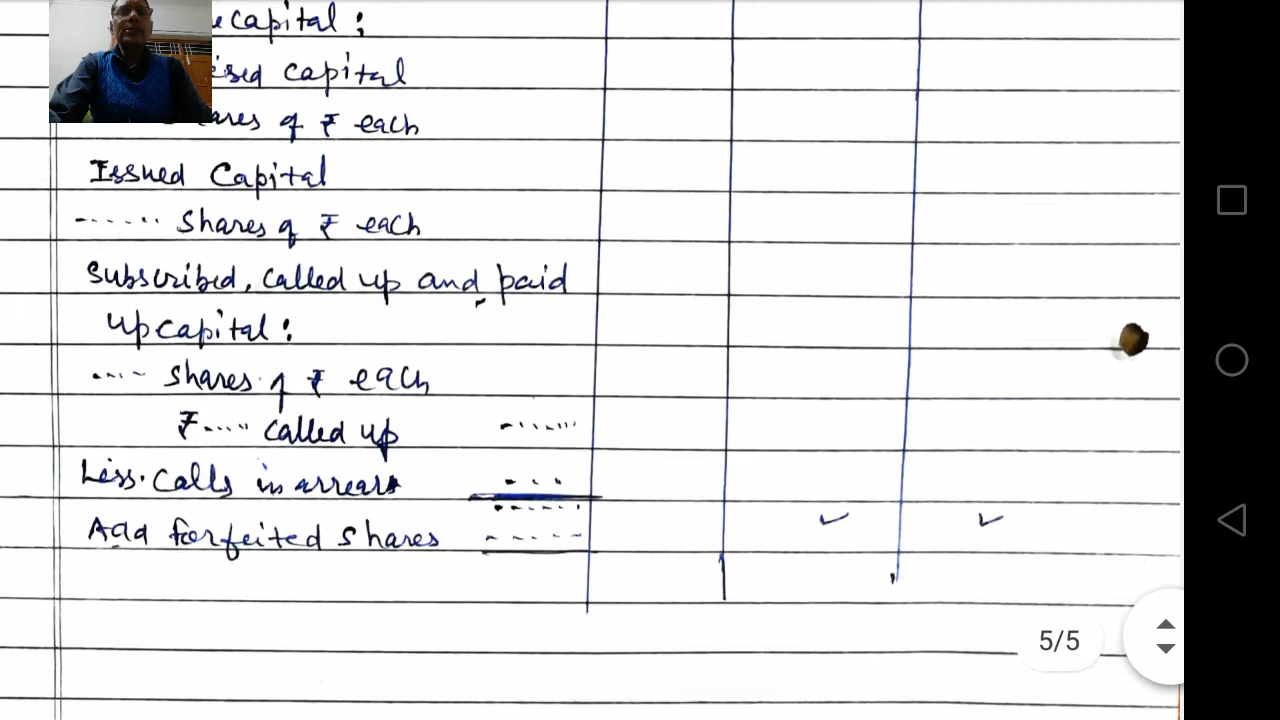 capital:
capital
of ₹ each
Issued Capital
....... Shares of ₹ each
Subscribed, called up and paid
up capital:
..... shares of ₹ each
₹..... called up .......
Less. Calls in arrears ....
......
Add forfeited shares ......
5/5